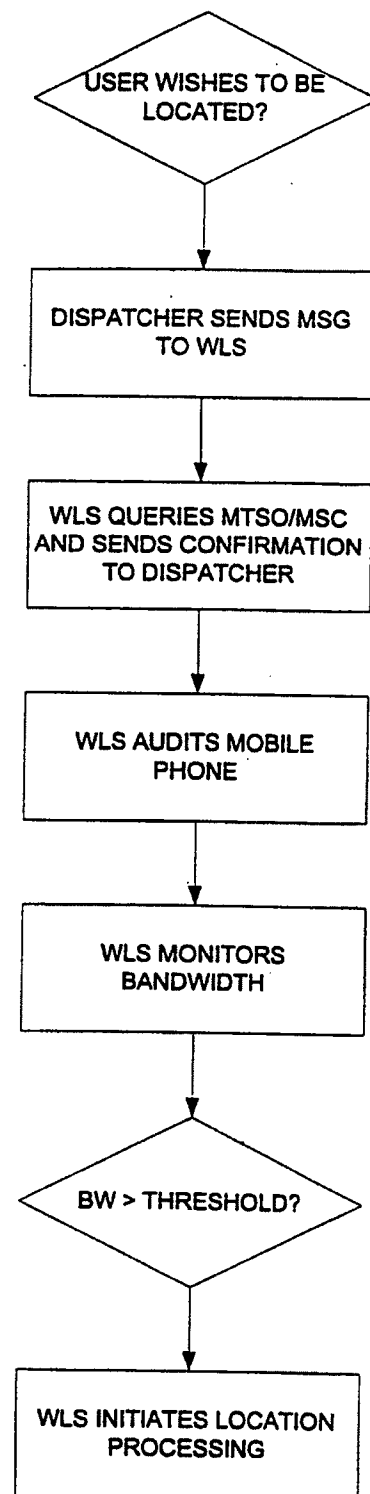 USER WISHES TO BE
LOCATED?
DISPATCHER SENDS MSG
TO WLS
WLS QUERIES MTSO/MSC
AND SENDS CONFIRMATION
TO DISPATCHER
WLS AUDITS MOBILE
PHONE
WLS MONITORS
BANDWIDTH
BW > THRESHOLD?
WLS INITIATES LOCATION
PROCESSING